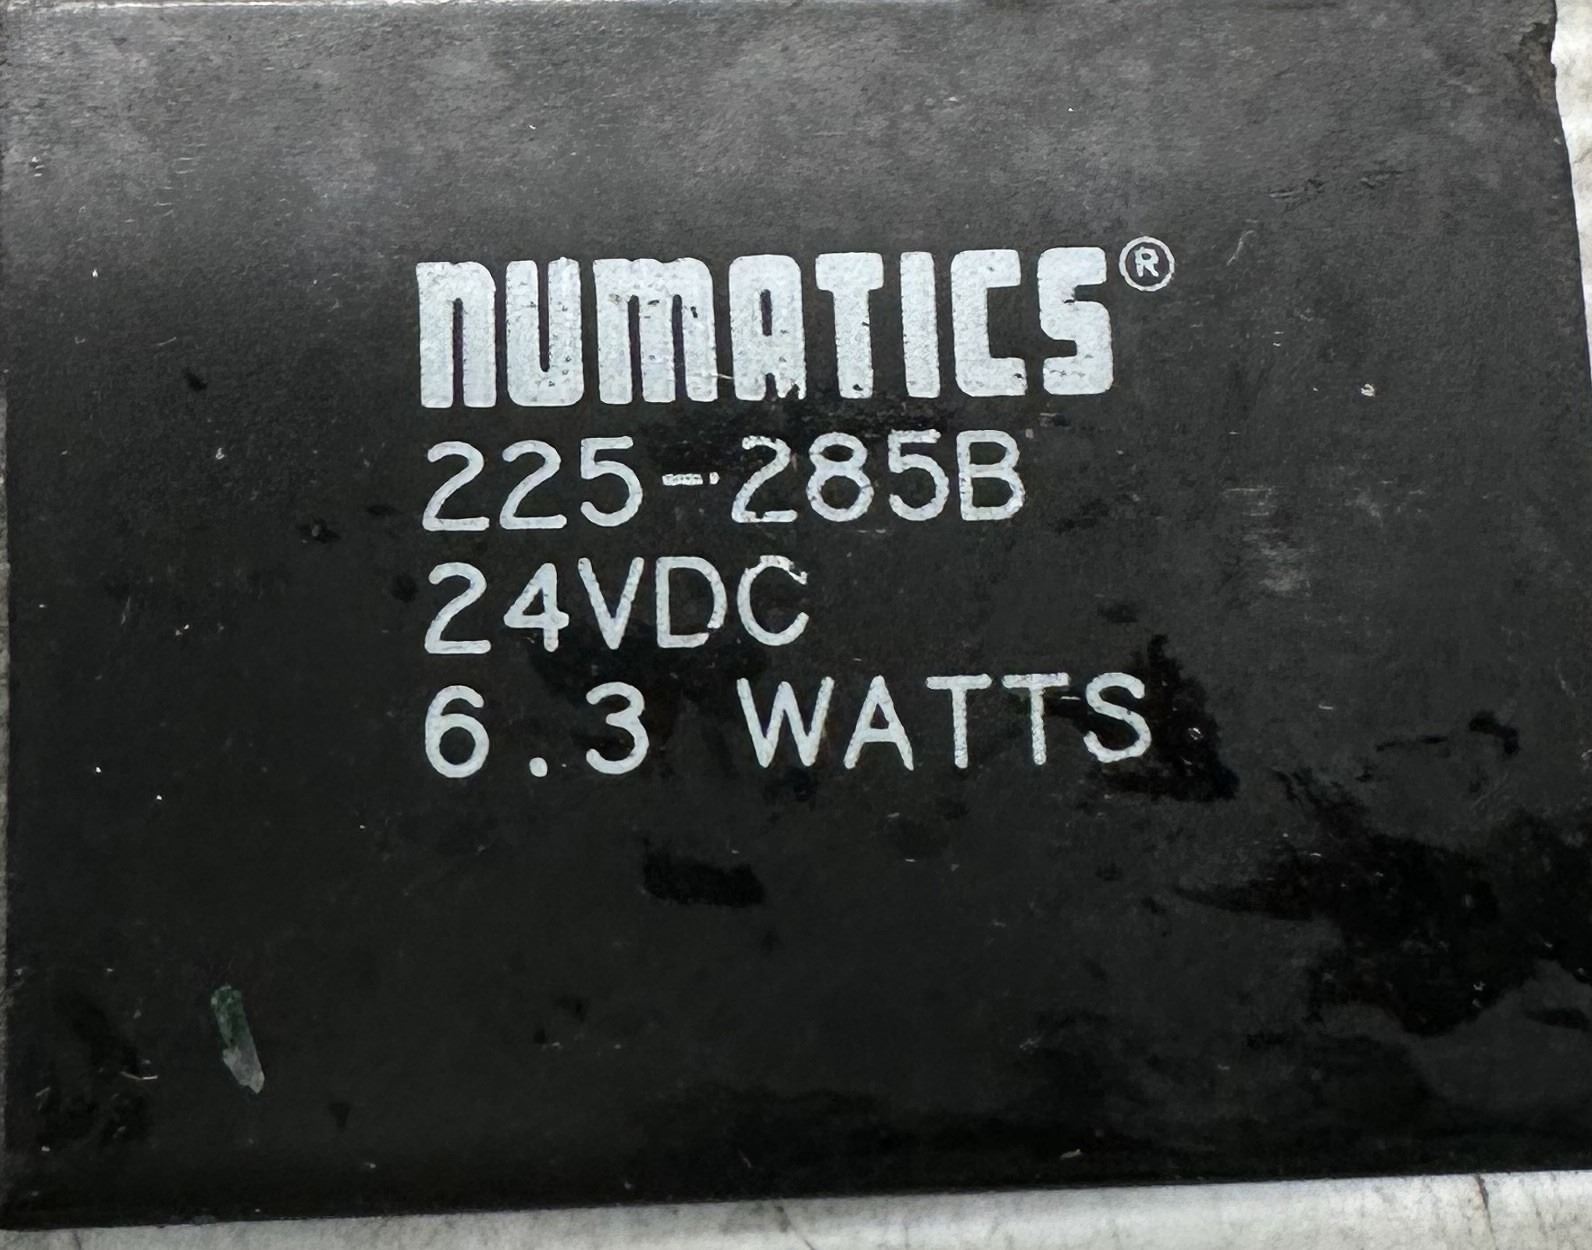 NUMATICS®
225-285B
24VDC
6.3 WATTS